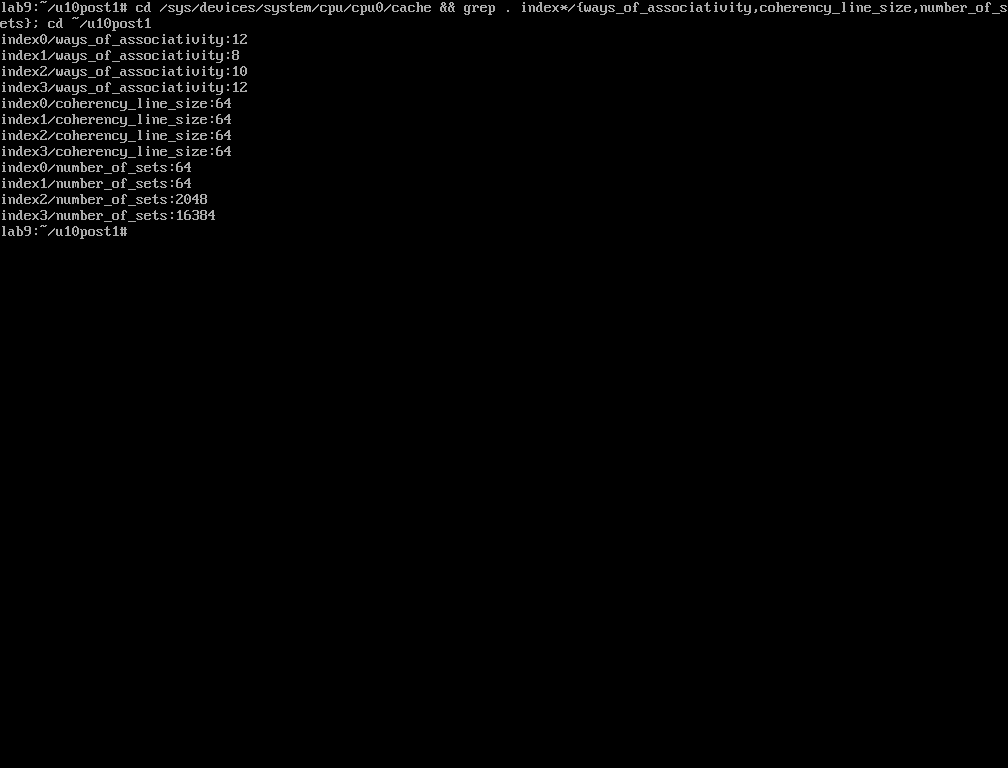 lab9:~/u10post1# cd /sys/devices/system/cpu/cpu0/cache && grep . index*/{ways_of_associativity,coherency_line_size,number_of_s
ets}; cd ~/u10post1
index0/ways_of_associativity:12
index1/ways_of_associativity:8
index2/ways_of_associativity:10
index3/ways_of_associativity:12
index0/coherency_line_size:64
index1/coherency_line_size:64
index2/coherency_line_size:64
index3/coherency_line_size:64
index0/number_of_sets:64
index1/number_of_sets:64
index2/number_of_sets:2048
index3/number_of_sets:16384
lab9:~/u10post1#